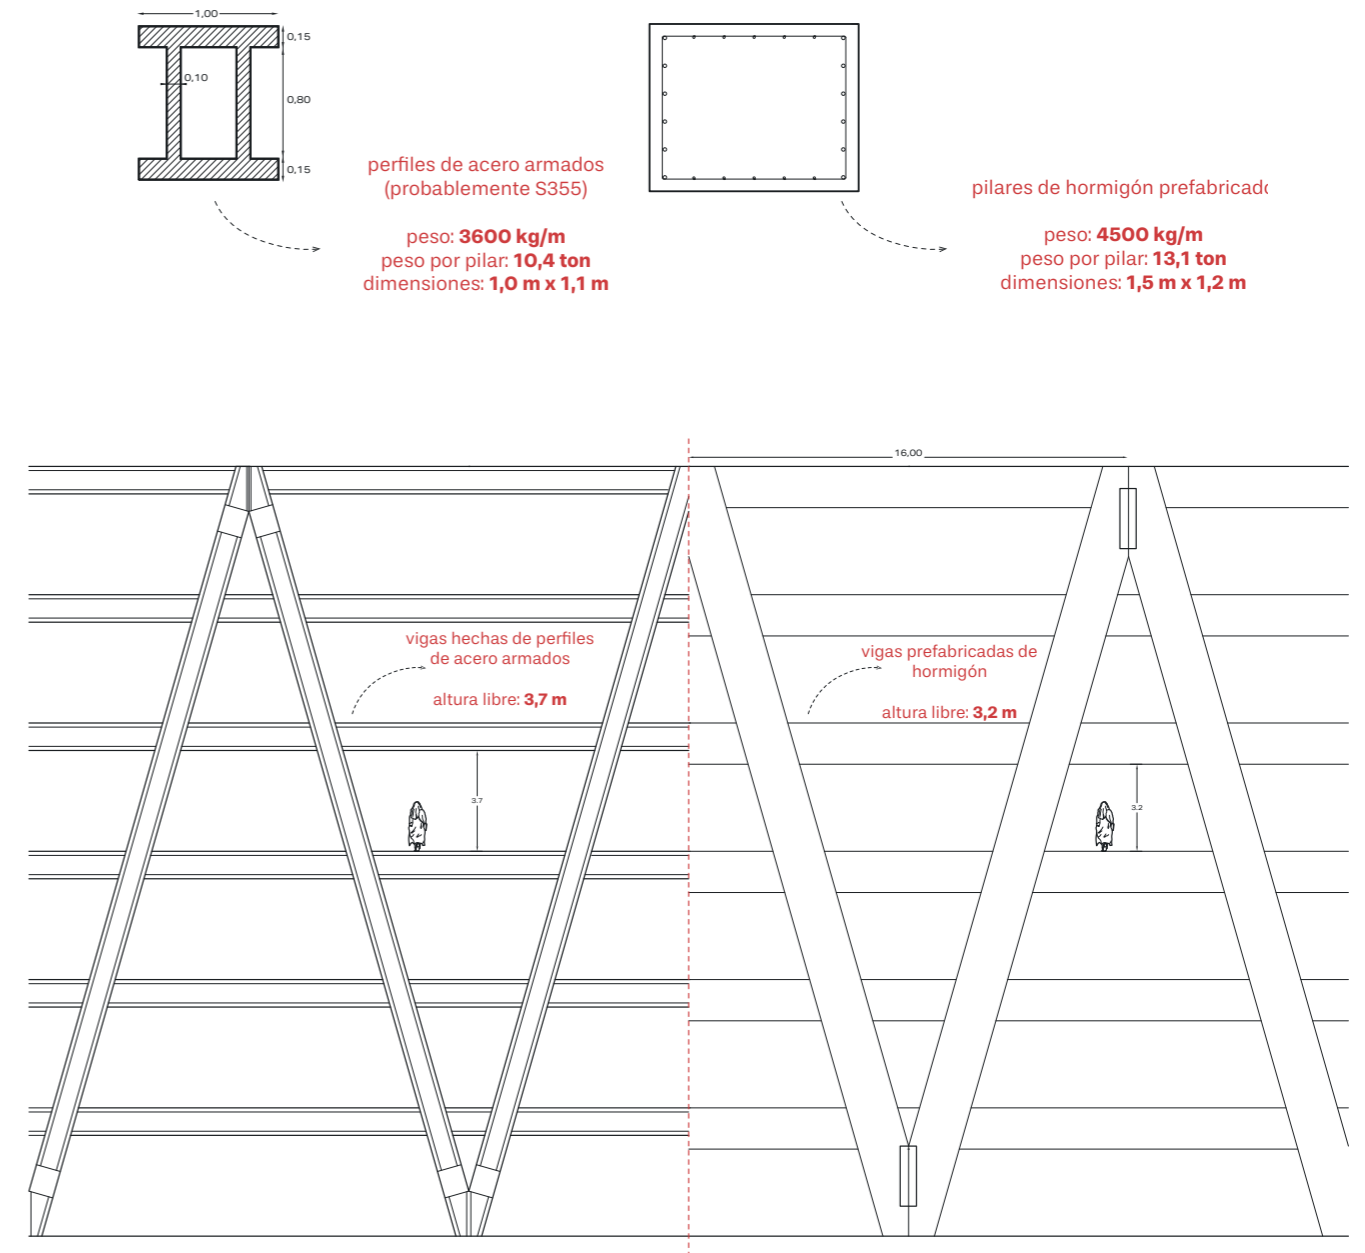 1,00
0,15
0,10
0,80
0,15
perfiles de acero armados
(probablemente S355)
peso: 3600 kg/m
peso por pilar: 10,4 ton
dimensiones: 1,0 m x 1,1 m
pilares de hormigón prefabricado
peso: 4500 kg/m
peso por pilar: 13,1 ton
dimensiones: 1,5 m x 1,2 m
16,00
vigas hechas de perfiles
de acero armados
altura libre: 3,7 m
vigas prefabricadas de
hormigón
altura libre: 3,2 m
3.7
3.2